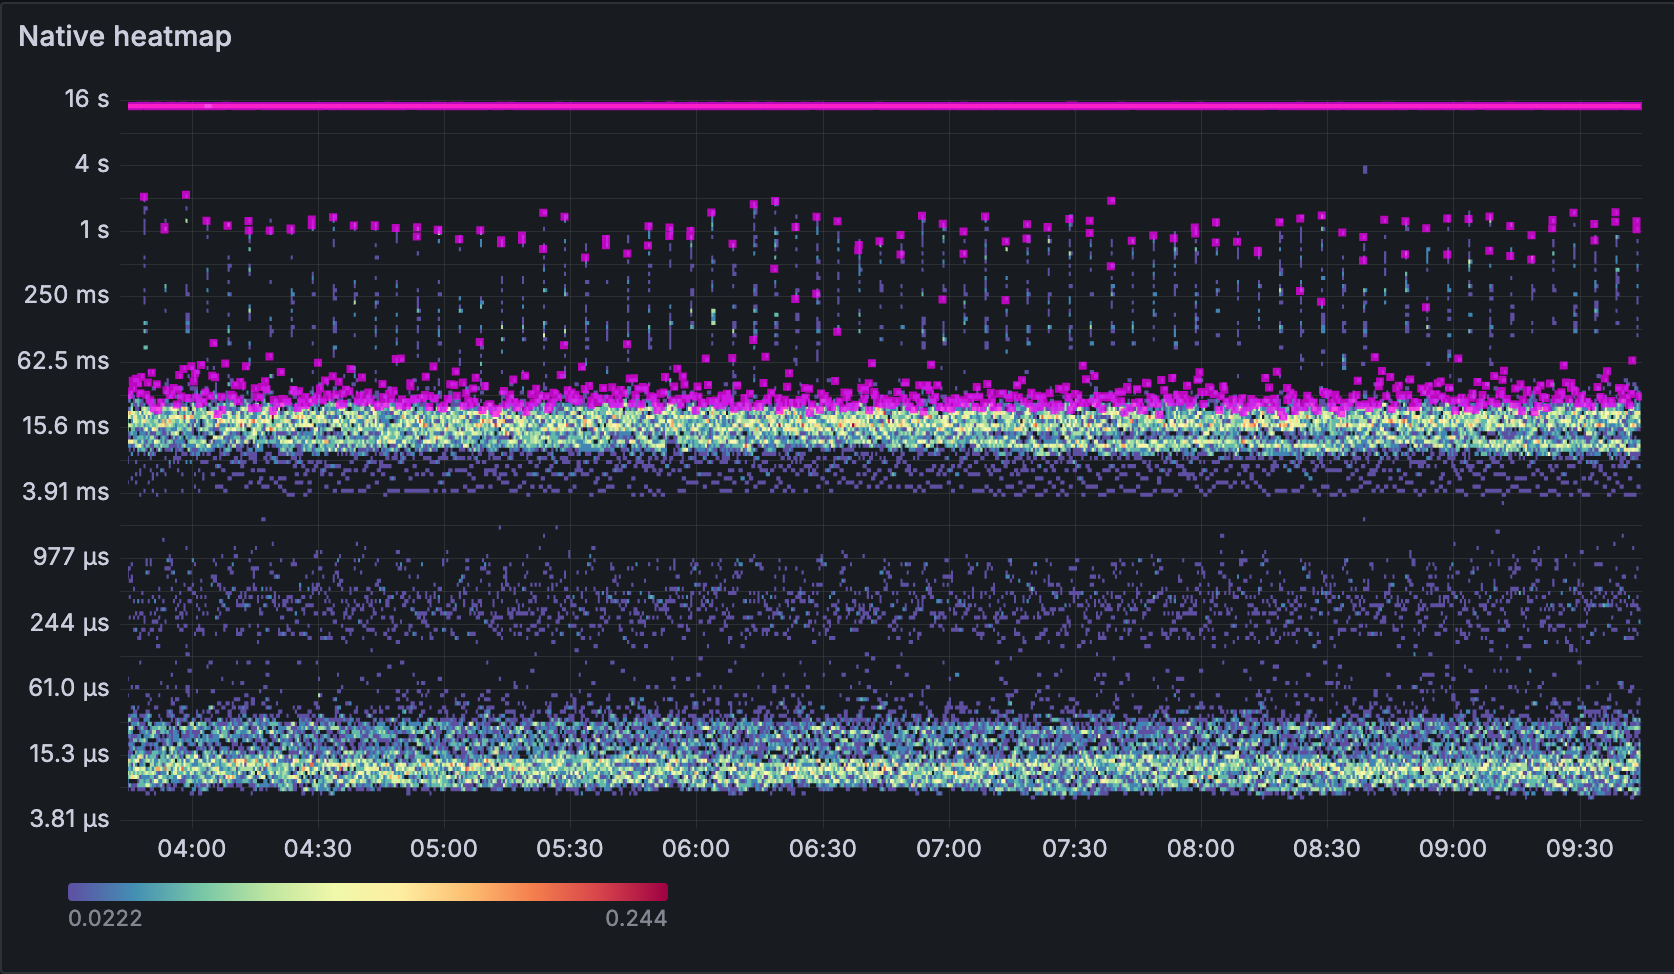 Native heatmap
16 s
4 s
1 s
250 ms
62.5 ms
15.6 ms
3.91 ms
977 µs
244 µs
61.0 µs
15.3 µs
3.81 µs
04:00 04:30 05:00 05:30 06:00 06:30 07:00 07:30 08:00 08:30 09:00 09:30
0.0222 0.244